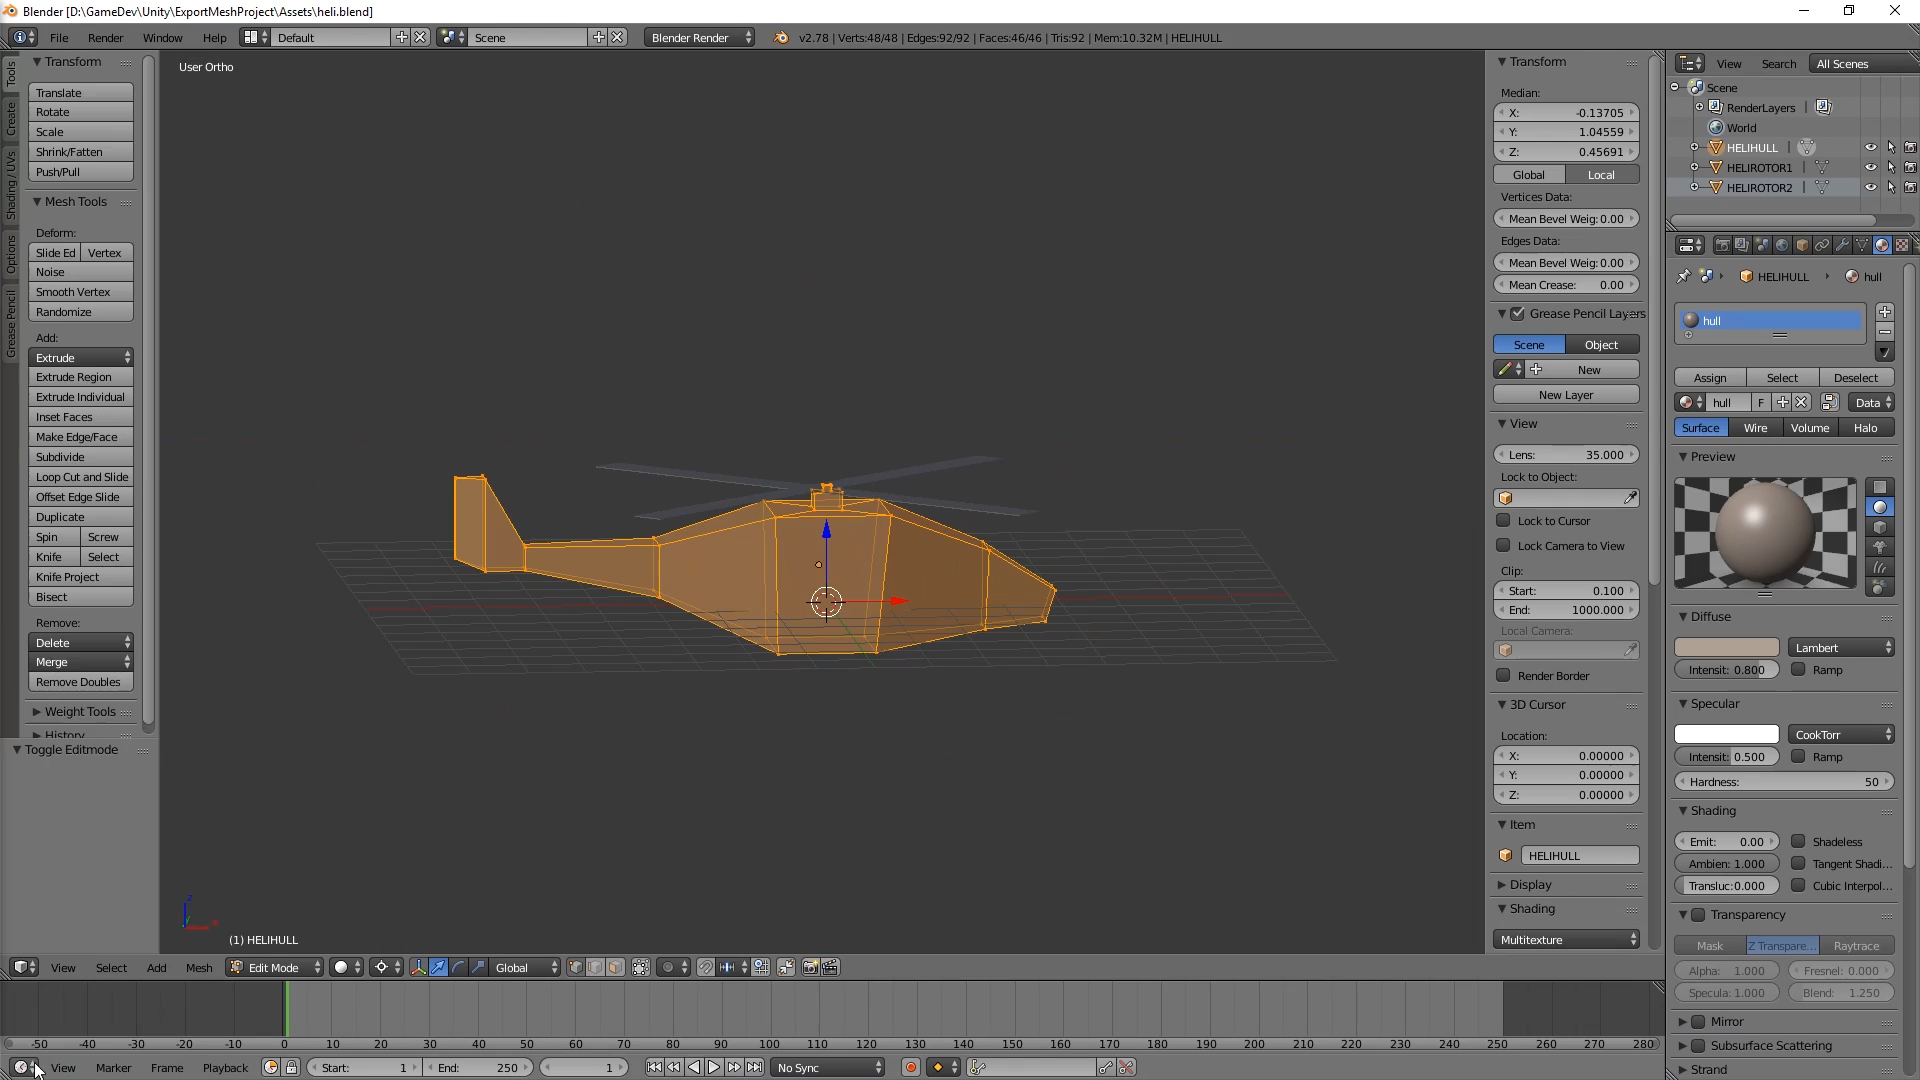 Blender [D:\GameDev\Unity\ExportMeshProject\Assets\heli.blend]
File Render Window Help Default Scene Blender Render v2.78 | Verts:48/48 | Edges:92/92 | Faces:46/46 | Tris:92 | Mem:10.32M | HELIHULL
Tools
Create
Shading / UVs
Options
Grease Pencil
Transform
Translate
Rotate
Scale
Shrink/Fatten
Push/Pull
Mesh Tools
Deform:
Slide Ed Vertex
Noise
Smooth Vertex
Randomize
Add:
Extrude
Extrude Region
Extrude Individual
Inset Faces
Make Edge/Face
Subdivide
Loop Cut and Slide
Offset Edge Slide
Duplicate
Spin Screw
Knife Select
Knife Project
Bisect
Remove:
Delete
Merge
Remove Doubles
Weight Tools
History
Toggle Editmode
User Ortho
(1) HELIHULL
Transform
Median:
X: -0.13705
Y: 1.04559
Z: 0.45691
Global Local
Vertices Data:
Mean Bevel Weig: 0.00
Edges Data:
Mean Bevel Weig: 0.00
Mean Crease: 0.00
Grease Pencil Layers
Scene Object
New
New Layer
View
Lens: 35.000
Lock to Object:
Lock to Cursor
Lock Camera to View
Clip:
Start: 0.100
End: 1000.000
Local Camera:
Render Border
3D Cursor
Location:
X: 0.00000
Y: 0.00000
Z: 0.00000
Item
HELIHULL
Display
Shading
Multitexture
View Search All Scenes
Scene
RenderLayers
World
HELIHULL
HELIROTOR1
HELIROTOR2
HELIHULL hull
hull
Assign Select Deselect
hull F Data
Surface Wire Volume Halo
Preview
Diffuse
Lambert
Intensit: 0.800 Ramp
Specular
CookTorr
Intensit: 0.500 Ramp
Hardness: 50
Shading
Emit: 0.00 Shadeless
Ambien: 1.000 Tangent Shadi...
Transluc:0.000 Cubic Interpol...
Transparency
Mask Z Transpare... Raytrace
Alpha: 1.000 Fresnel: 0.000
Specula: 1.000 Blend: 1.250
Mirror
Subsurface Scattering
Strand
View Select Add Mesh Edit Mode Global
-50 -40 -30 -20 -10 0 10 20 30 40 50 60 70 80 90 100 110 120 130 140 150 160 170 180 190 200 210 220 230 240 250 260 270 280
View Marker Frame Playback Start: 1 End: 250 1 No Sync